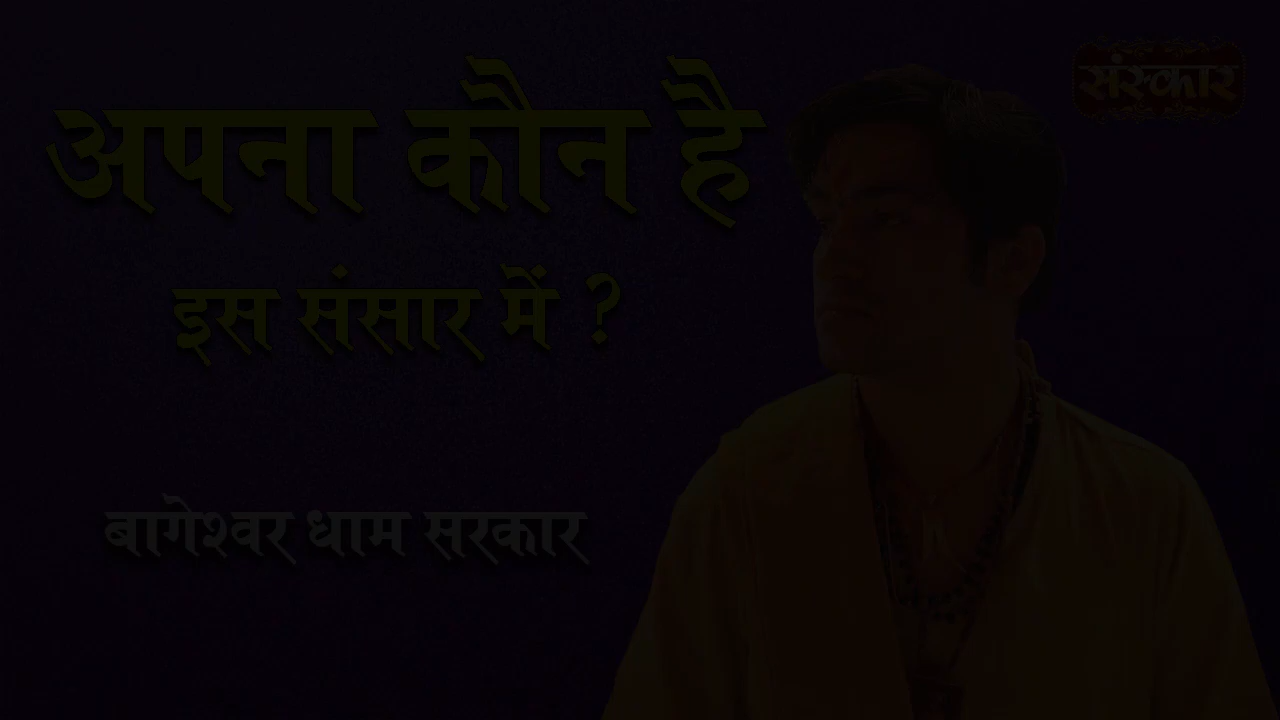 संस्कार
अपना कौन है
इस संसार में ?
बागेश्वर धाम सरकार